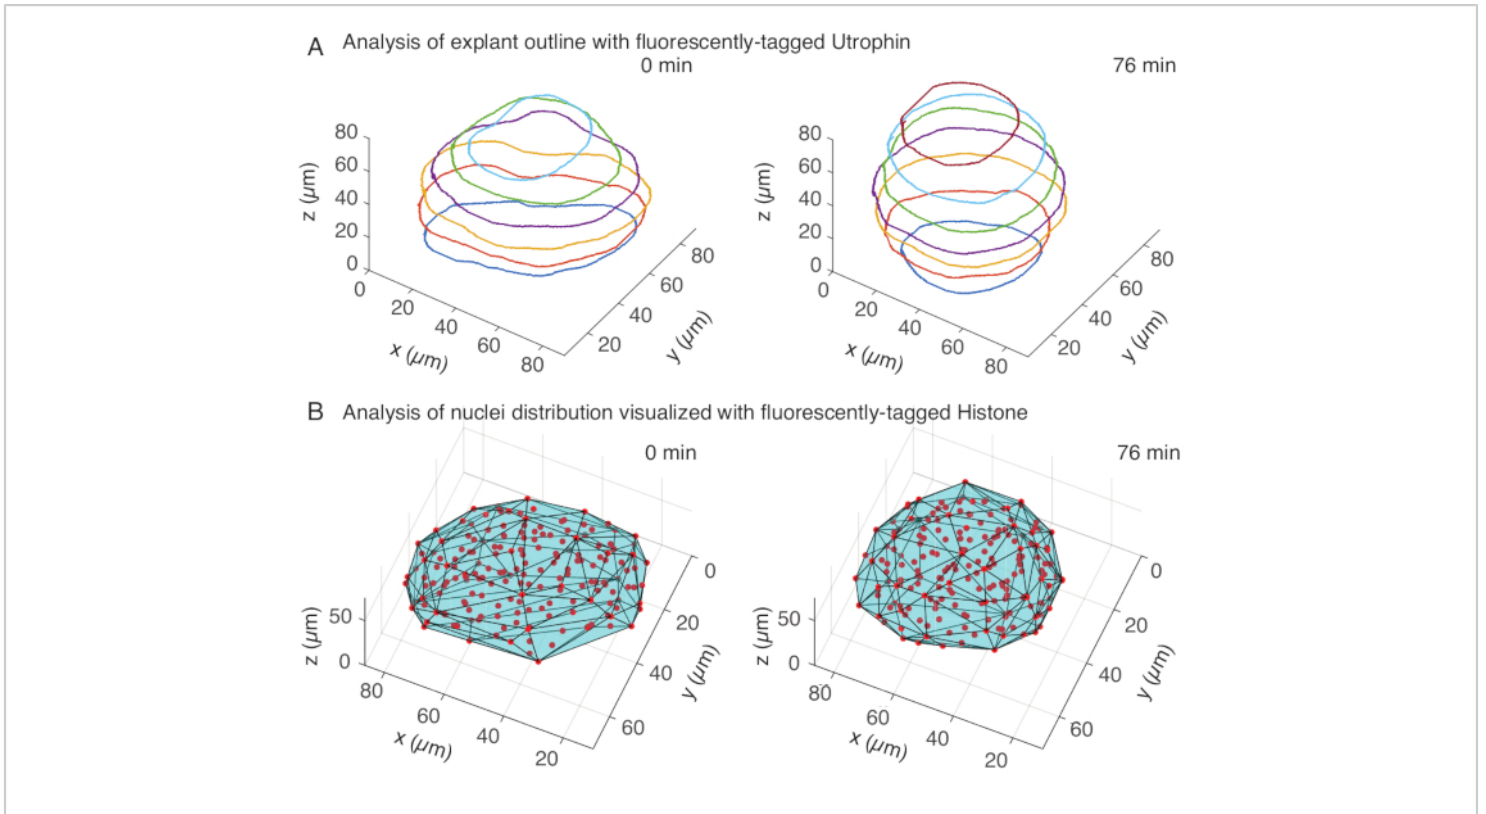 A Analysis of explant outline with fluorescently-tagged Utrophin
0 min
76 min
80
60
40
20
0
z (µm)
0
20
40
60
80
x (µm)
20
40
60
80
y (µm)
80
60
40
20
0
z (µm)
0
20
40
60
80
x (µm)
20
40
60
80
y (µm)
B Analysis of nuclei distribution visualized with fluorescently-tagged Histone
0 min
76 min
50
0
z (µm)
80
60
40
20
x (µm)
0
20
40
60
y (µm)
50
0
z (µm)
80
60
40
20
x (µm)
0
20
40
60
y (µm)